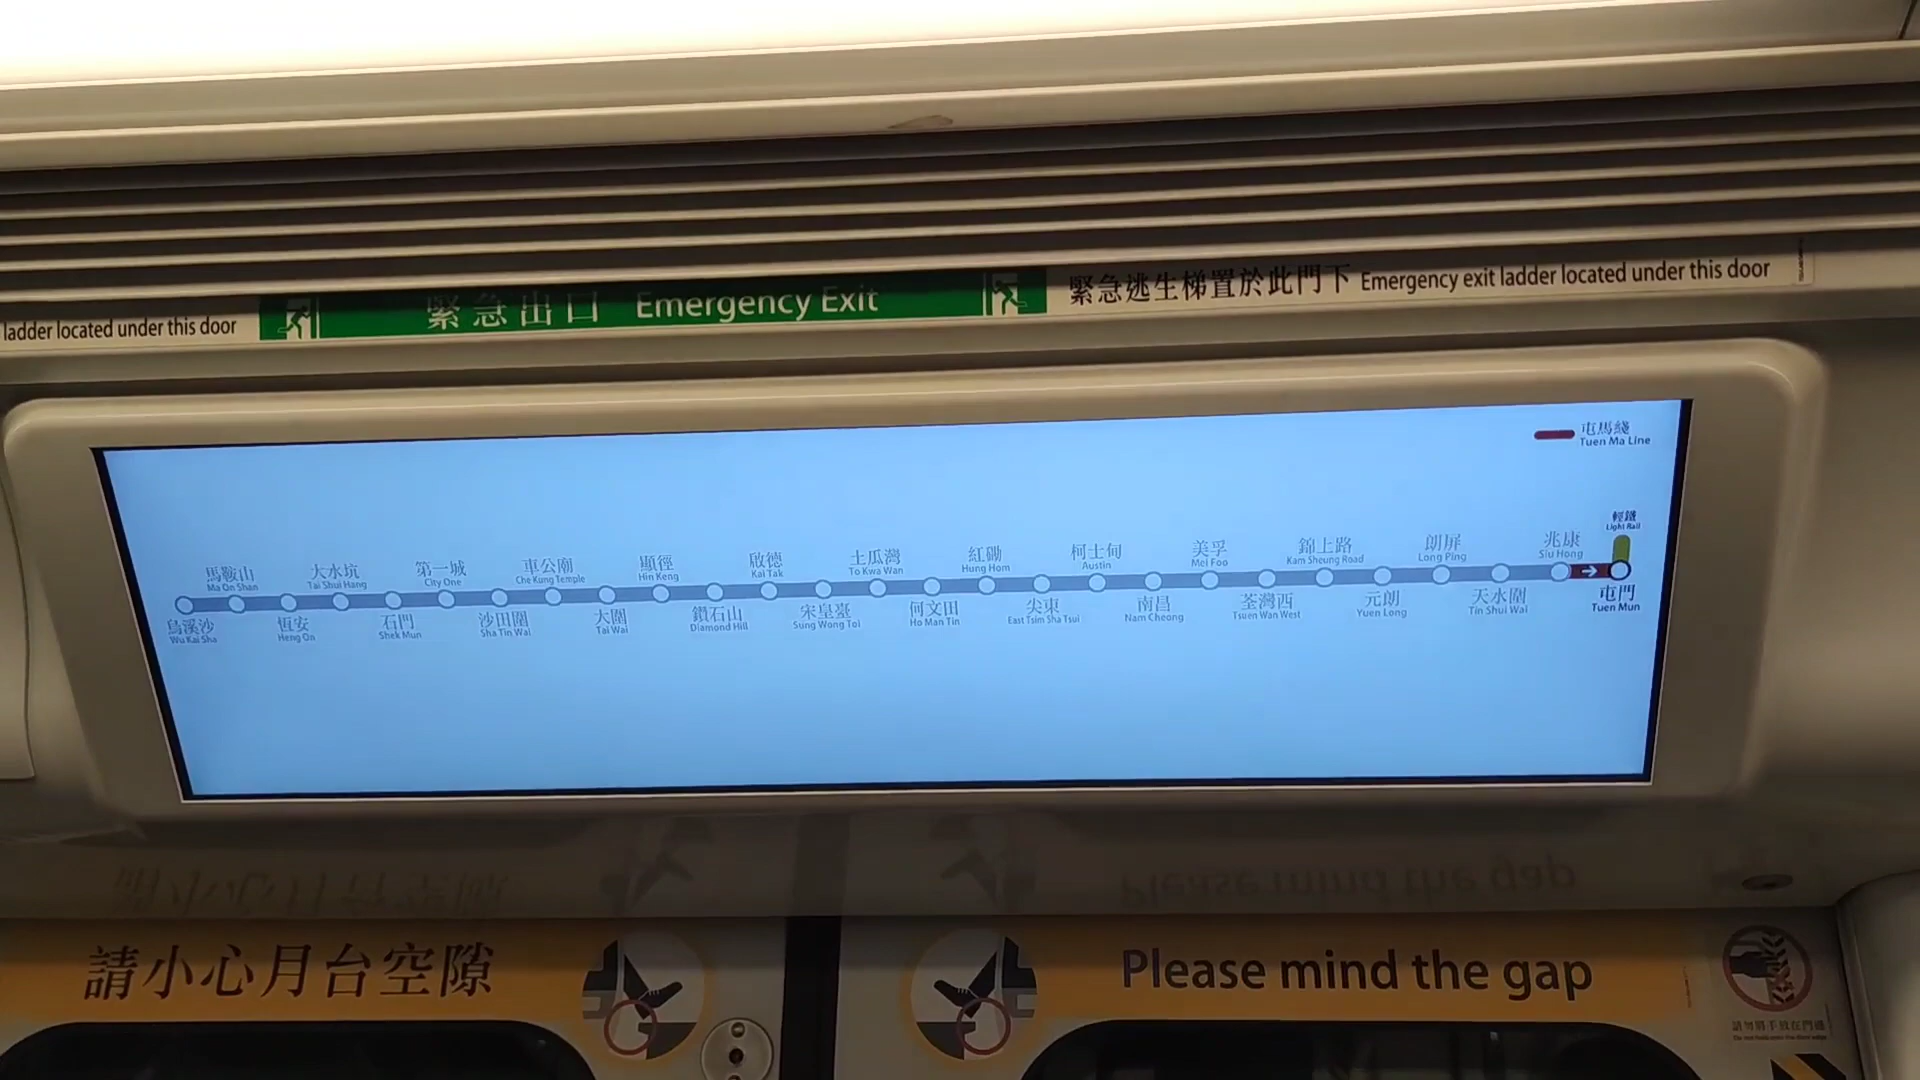 ladder located under this door
緊急出口 Emergency Exit
緊急逃生梯置於此門下 Emergency exit ladder located under this door
屯馬綫
Tuen Ma Line
輕鐵
Light Rail
烏溪沙
Wu Kai Sha
馬鞍山
Ma On Shan
恆安
Heng On
大水坑
Tai Shui Hang
石門
Shek Mun
第一城
City One
沙田圍
Sha Tin Wai
車公廟
Che Kung Temple
大圍
Tai Wai
顯徑
Hin Keng
鑽石山
Diamond Hill
啟德
Kai Tak
宋皇臺
Sung Wong Toi
土瓜灣
To Kwa Wan
何文田
Ho Man Tin
紅磡
Hung Hom
尖東
East Tsim Sha Tsui
柯士甸
Austin
南昌
Nam Cheong
美孚
Mei Foo
荃灣西
Tsuen Wan West
錦上路
Kam Sheung Road
元朗
Yuen Long
朗屏
Long Ping
天水圍
Tin Shui Wai
兆康
Siu Hong
屯門
Tuen Mun
請小心月台空隙
Please mind the gap
請勿將手放在門邊